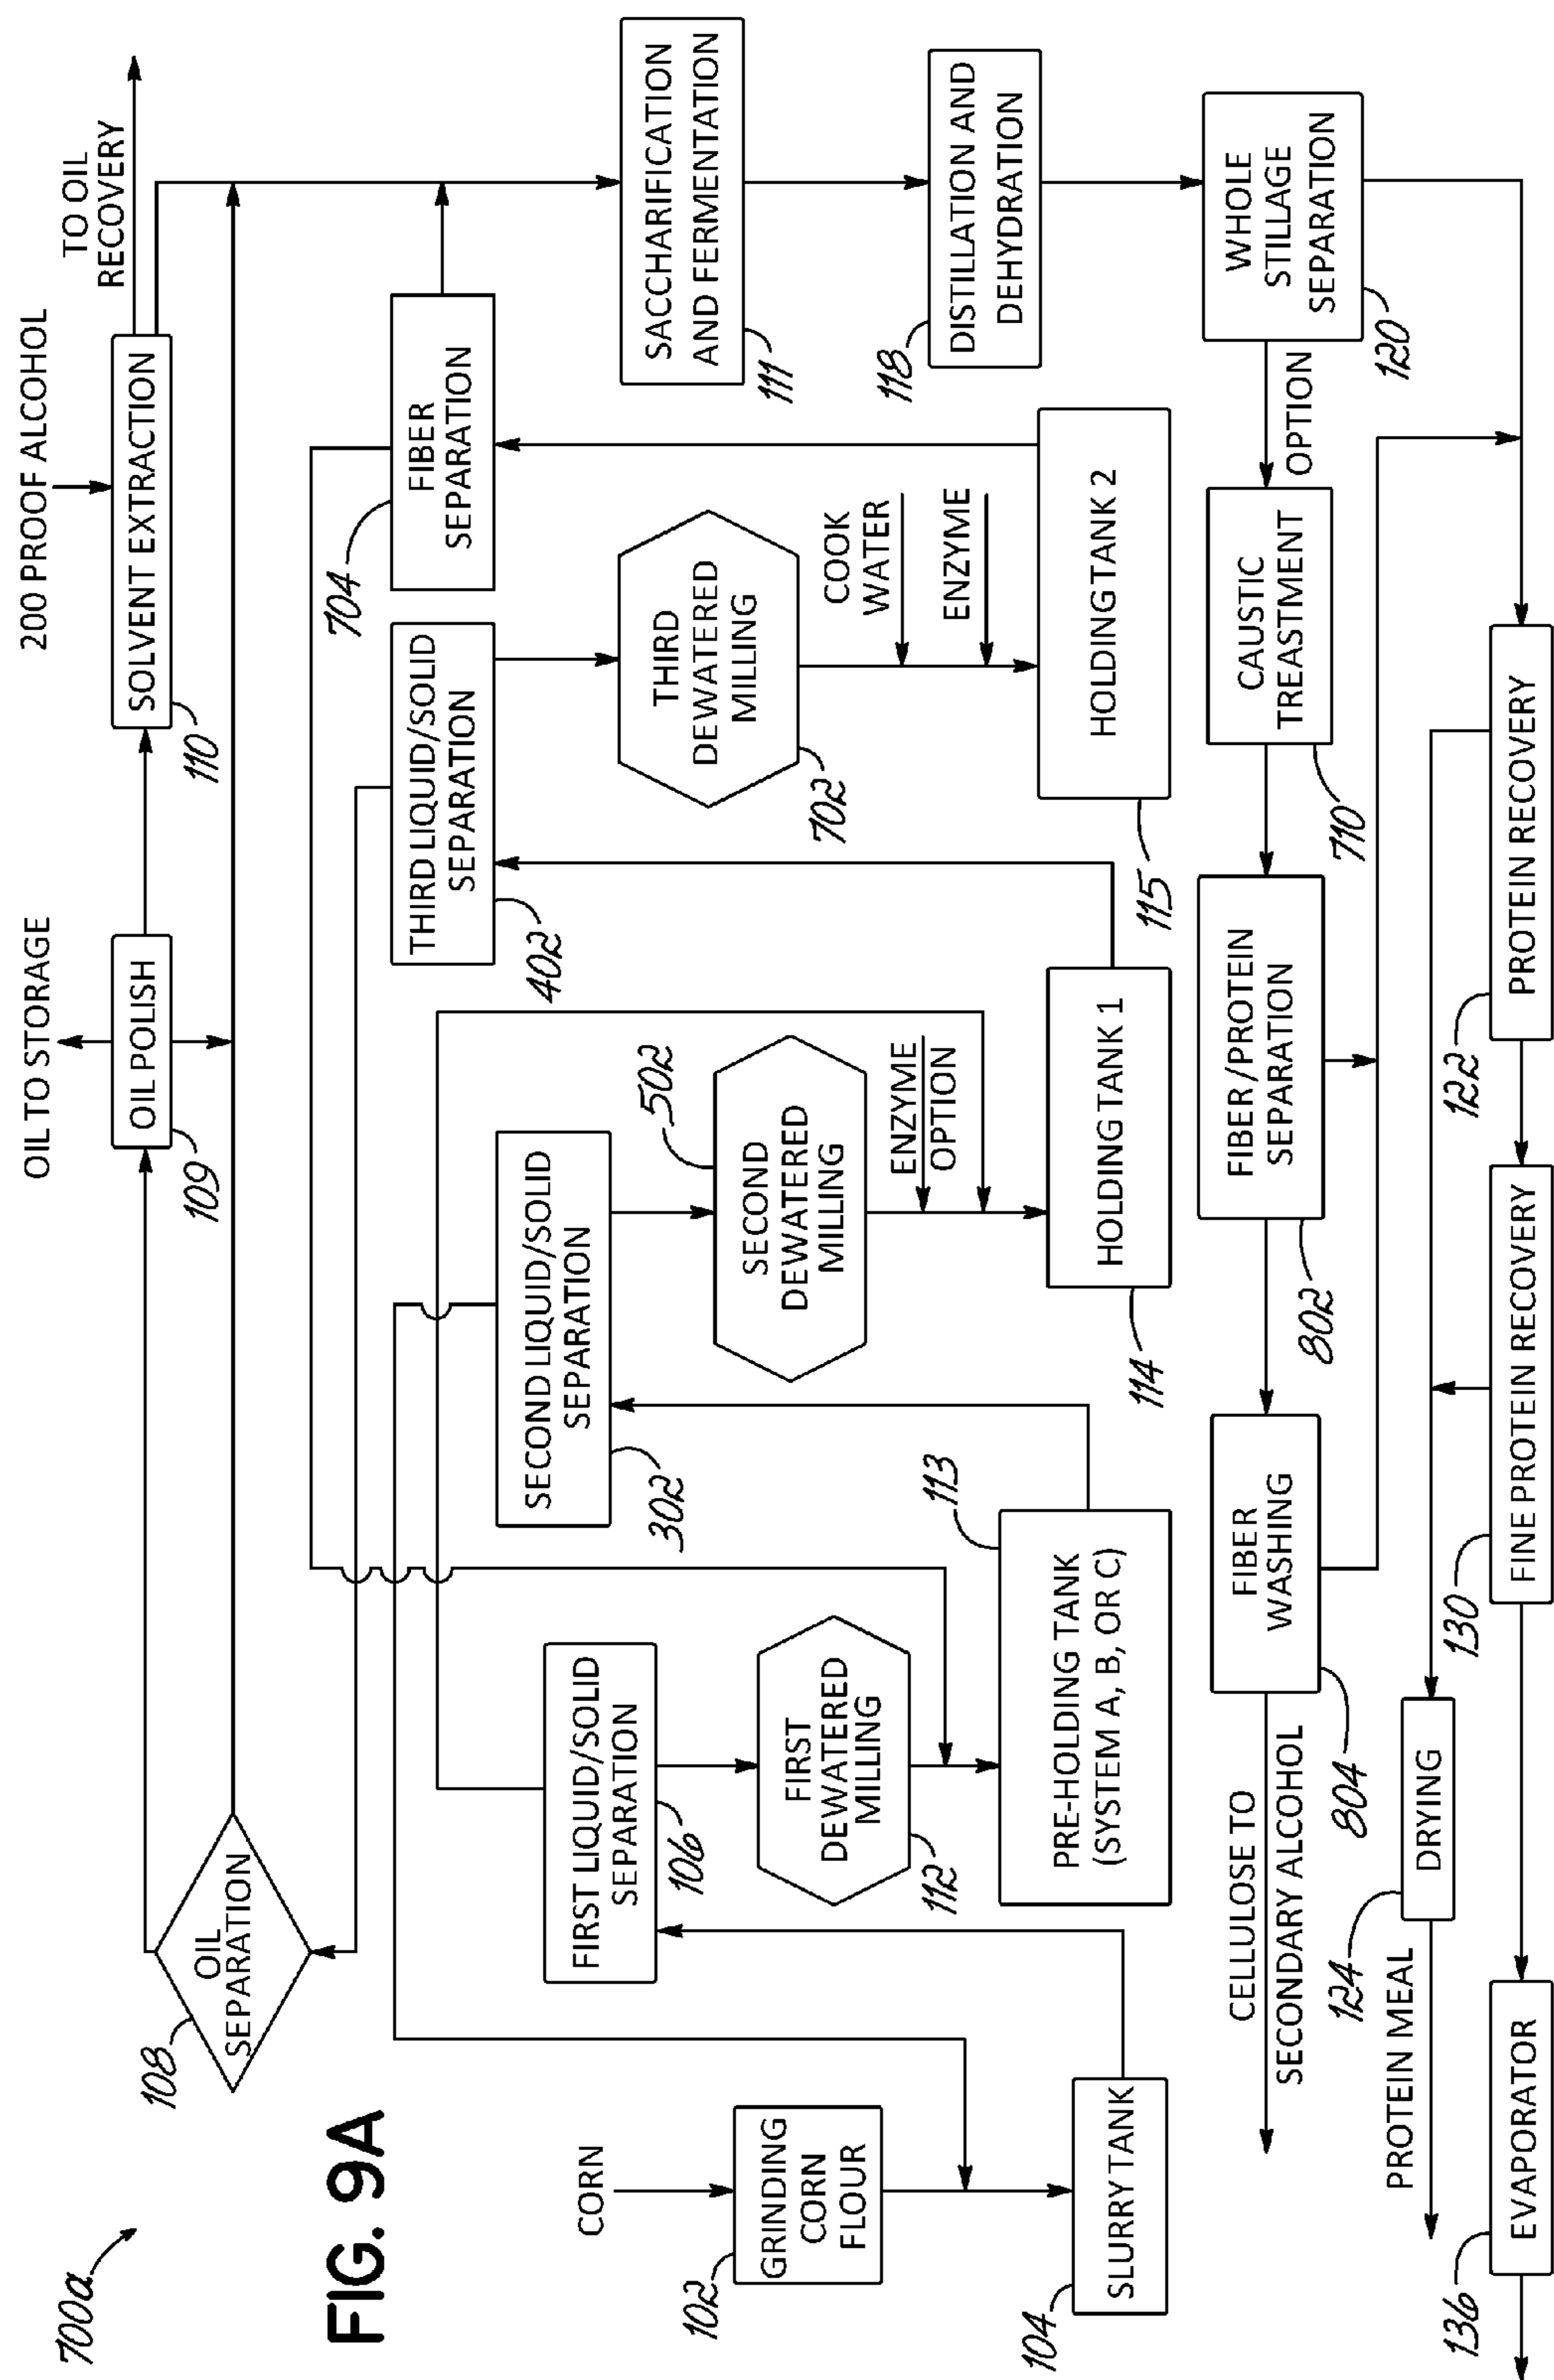 700a
FIG. 9A
OIL TO STORAGE
200 PROOF ALCOHOL
TO OIL
RECOVERY
OIL POLISH
109
SOLVENT EXTRACTION
110
108
OIL
SEPARATION
704
FIBER
SEPARATION
THIRD LIQUID/SOLID
SEPARATION
402
SECOND LIQUID/SOLID
SEPARATION
302
FIRST LIQUID/SOLID
SEPARATION
106
CORN
GRINDING
CORN
FLOUR
102
SLURRY TANK
104
FIRST
DEWATERED
MILLING
112
PRE-HOLDING TANK
(SYSTEM A, B, OR C)
113
502
SECOND
DEWATERED
MILLING
ENZYME
OPTION
HOLDING TANK 1
114
THIRD
DEWATERED
MILLING
702
COOK
WATER
ENZYME
HOLDING TANK 2
115
SACCHARIFICATION
AND FERMENTATION
111
DISTILLATION AND
DEHYDRATION
118
WHOLE
STILLAGE
SEPARATION
120
OPTION
CAUSTIC
TREASTMENT
710
FIBER/PROTEIN
SEPARATION
802
FIBER
WASHING
804
CELLULOSE TO
SECONDARY ALCOHOL
PROTEIN RECOVERY
122
FINE PROTEIN RECOVERY
130
DRYING
124
PROTEIN MEAL
EVAPORATOR
136